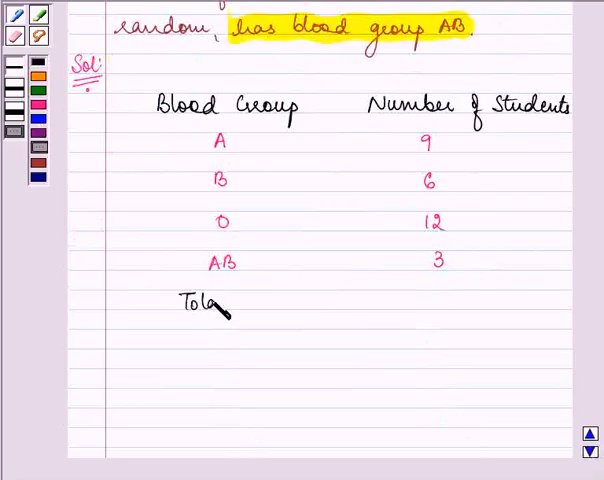 random, has blood group AB.
Sol:
Blood Group Number of Students
A 9
B 6
O 12
AB 3
Tota